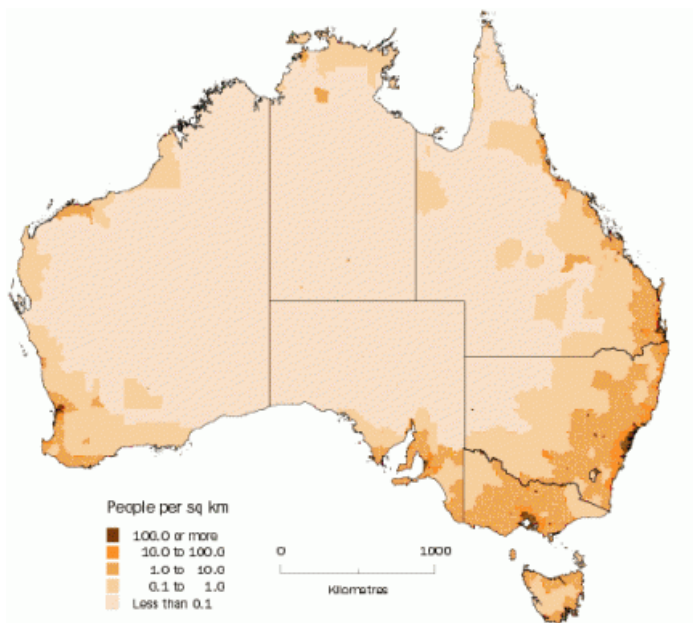 People per sq km
100.0 or more
10.0 to 100.0
1.0 to 10.0
0.1 to 1.0
Less than 0.1
0 1000
Kilometres